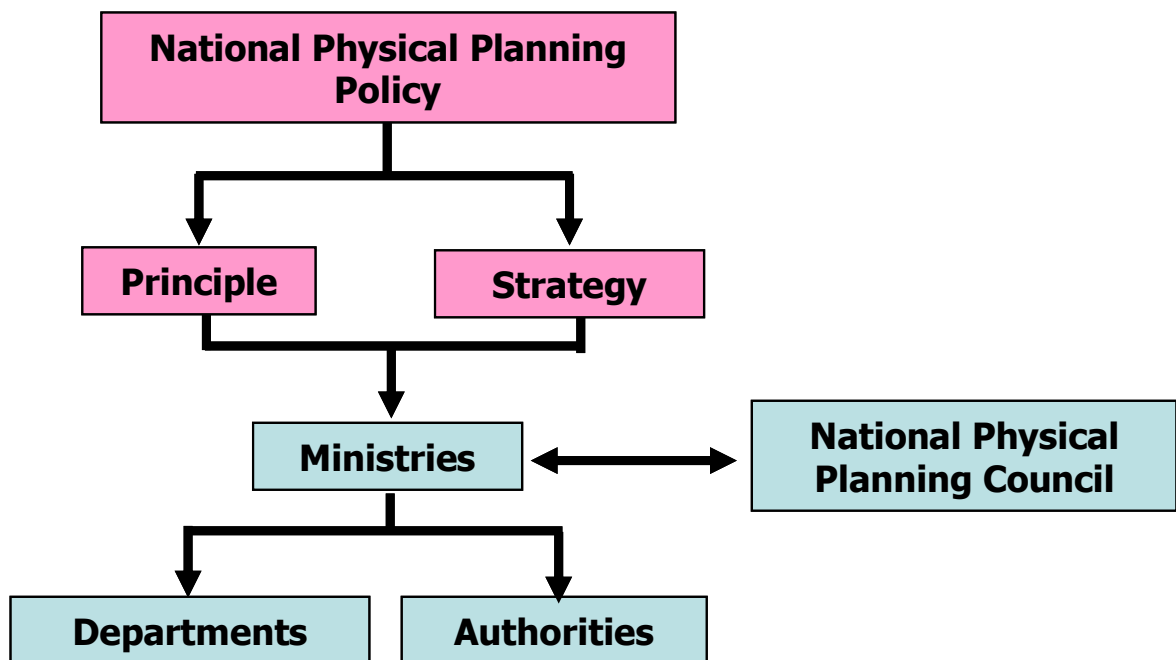 National Physical Planning
Policy
Principle
Strategy
Ministries
National Physical
Planning Council
Departments
Authorities